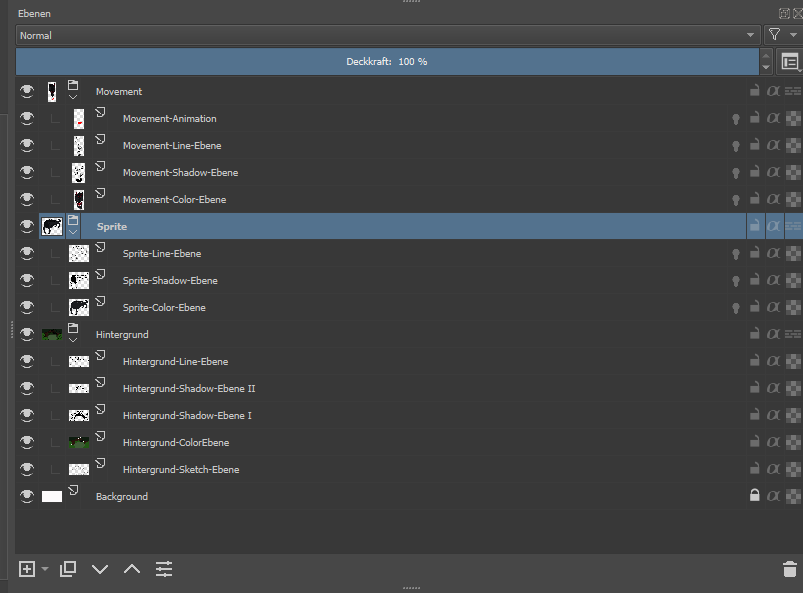 Ebenen
Normal
Deckkraft: 100 %
Movement
Movement-Animation
Movement-Line-Ebene
Movement-Shadow-Ebene
Movement-Color-Ebene
Sprite
Sprite-Line-Ebene
Sprite-Shadow-Ebene
Sprite-Color-Ebene
Hintergrund
Hintergrund-Line-Ebene
Hintergrund-Shadow-Ebene II
Hintergrund-Shadow-Ebene I
Hintergrund-ColorEbene
Hintergrund-Sketch-Ebene
Background